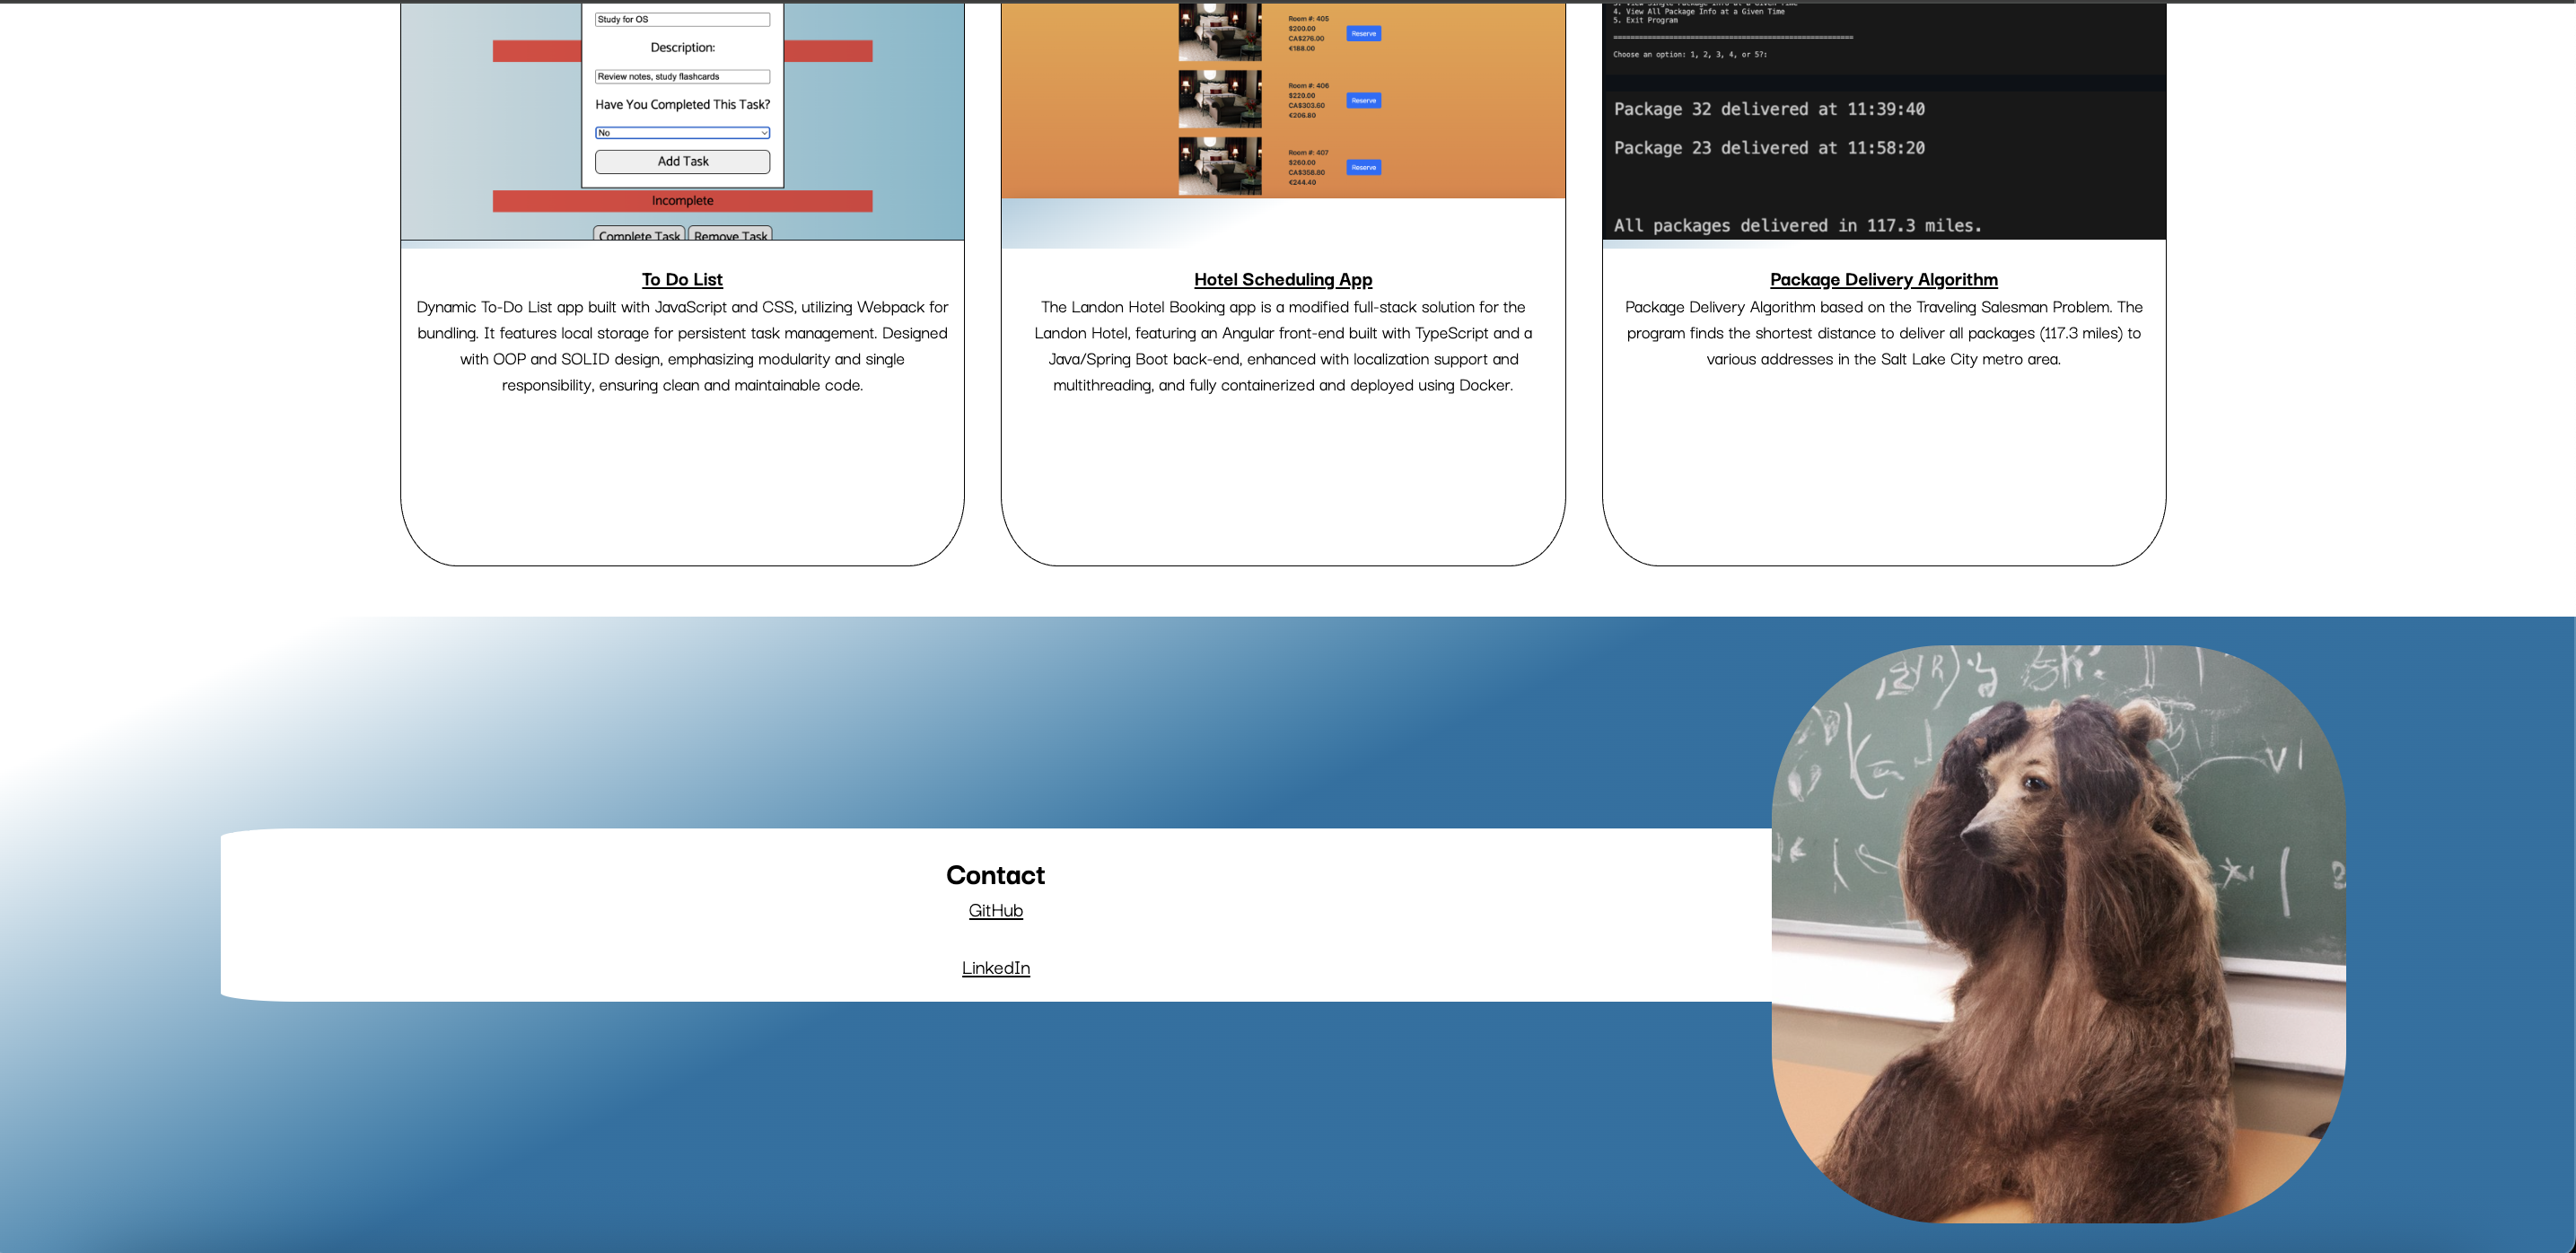 Study for OS
Description:
Review notes, study flashcards
Have You Completed This Task?
No
Add Task
Incomplete
Complete Task Remove Task
Room #: 405
$200.00
CA$276.00
€188.00
Reserve
Room #: 406
$220.00
CA$303.60
€206.80
Reserve
Room #: 407
$260.00
CA$358.80
€244.40
Reserve
3. View Single Package Info at a Given Time
4. View All Package Info at a Given Time
5. Exit Program
Choose an option: 1, 2, 3, 4, or 5?:
Package 32 delivered at 11:39:40
Package 23 delivered at 11:58:20
All packages delivered in 117.3 miles.
To Do List
Dynamic To-Do List app built with JavaScript and CSS, utilizing Webpack for
bundling. It features local storage for persistent task management. Designed
with OOP and SOLID design, emphasizing modularity and single
responsibility, ensuring clean and maintainable code.
Hotel Scheduling App
The Landon Hotel Booking app is a modified full-stack solution for the
Landon Hotel, featuring an Angular front-end built with TypeScript and a
Java/Spring Boot back-end, enhanced with localization support and
multithreading, and fully containerized and deployed using Docker.
Package Delivery Algorithm
Package Delivery Algorithm based on the Traveling Salesman Problem. The
program finds the shortest distance to deliver all packages (117.3 miles) to
various addresses in the Salt Lake City metro area.
Contact
GitHub
LinkedIn